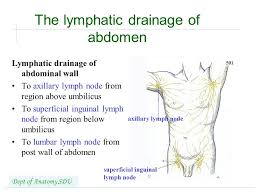 The lymphatic drainage of
abdomen
Lymphatic drainage of
abdominal wall
• To axillary lymph node from
region above umbilicus
• To superficial inguinal lymph
node from region below
umbilicus
• To lumbar lymph node from
post wall of abdomen
axillary lymph node
superficial inguinal
lymph node
Dept of Anatomy,SDU